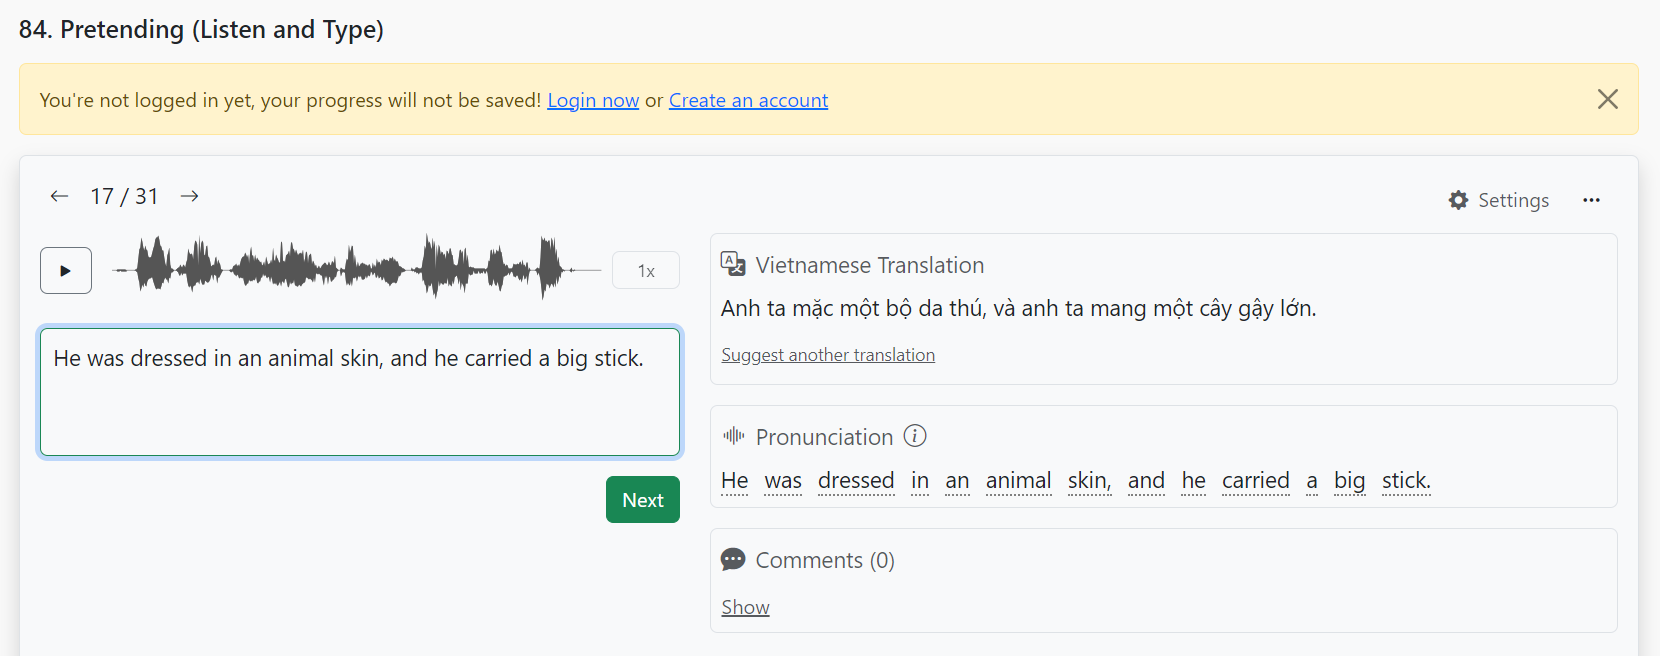 84. Pretending (Listen and Type)
You're not logged in yet, your progress will not be saved! Login now or Create an account
17 / 31
Settings
1x
He was dressed in an animal skin, and he carried a big stick.
Next
Vietnamese Translation
Anh ta mặc một bộ da thú, và anh ta mang một cây gậy lớn.
Suggest another translation
Pronunciation
He was dressed in an animal skin, and he carried a big stick.
Comments (0)
Show